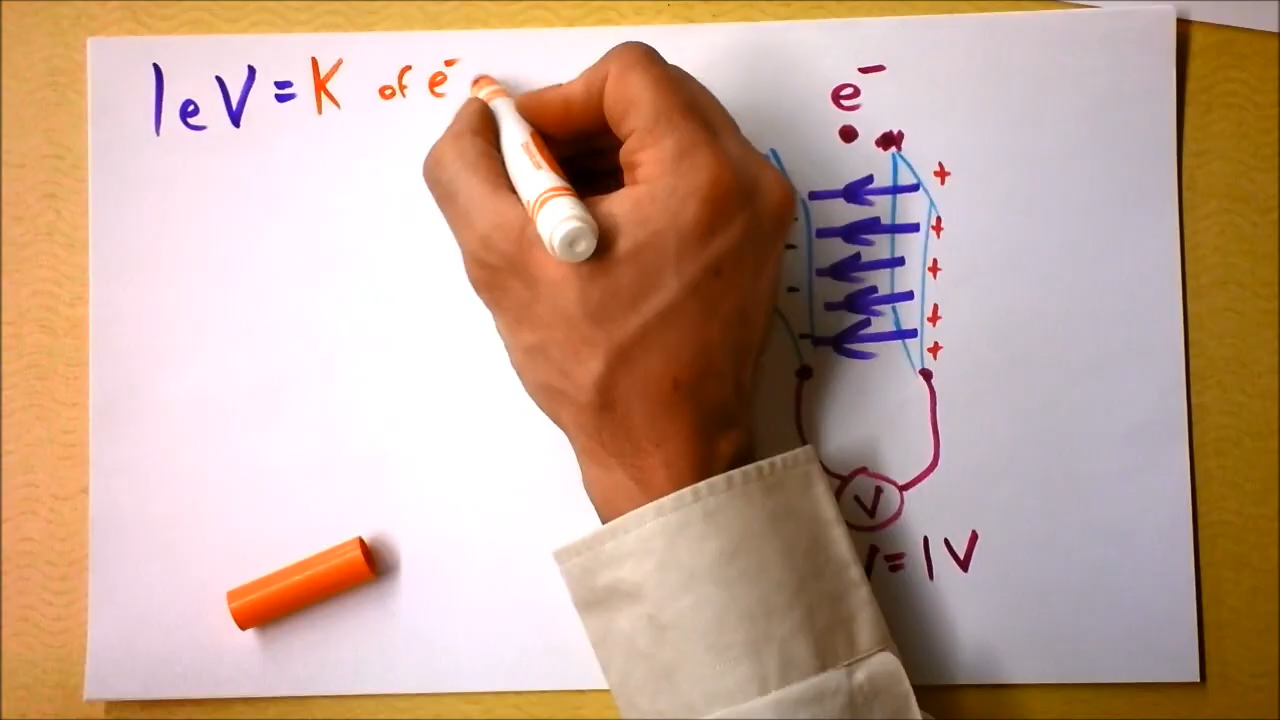 1eV = K of e⁻
e⁻
+
+
+
+
+
V
= 1V